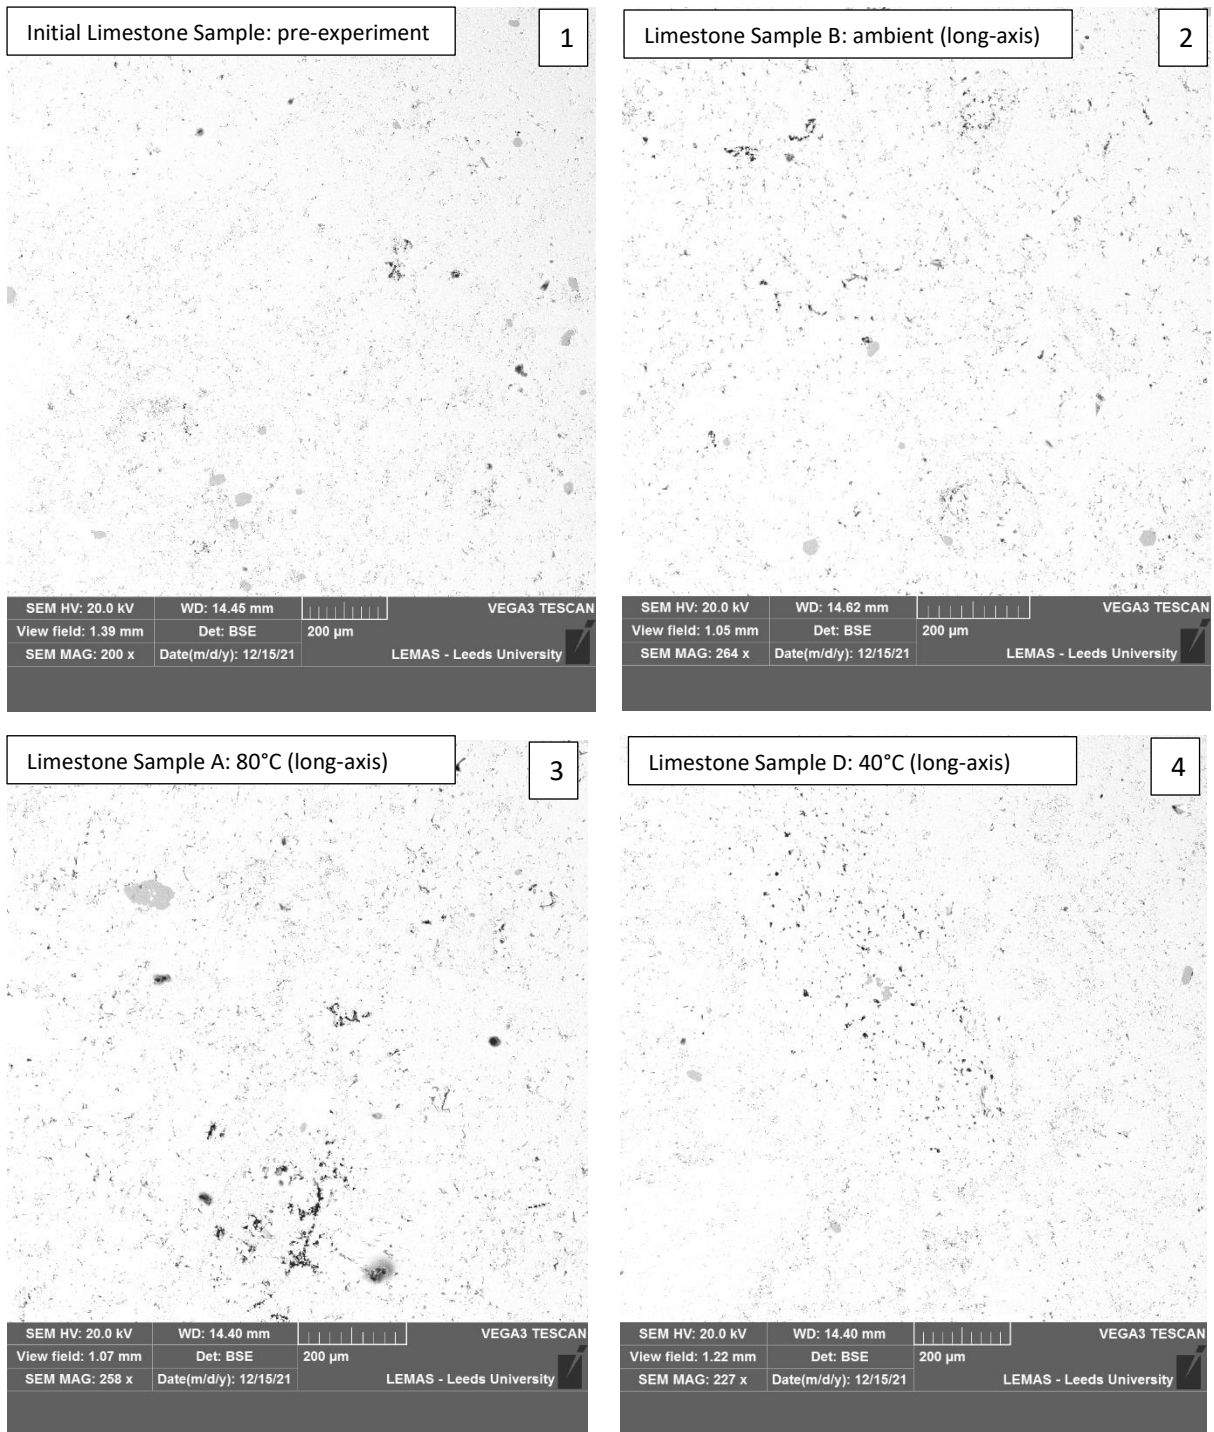 Initial Limestone Sample: pre-experiment
1
SEM HV: 20.0 kV WD: 14.45 mm VEGA3 TESCAN
View field: 1.39 mm Det: BSE 200 µm
SEM MAG: 200 x Date(m/d/y): 12/15/21 LEMAS - Leeds University
Limestone Sample B: ambient (long-axis)
2
SEM HV: 20.0 kV WD: 14.62 mm VEGA3 TESCAN
View field: 1.05 mm Det: BSE 200 µm
SEM MAG: 264 x Date(m/d/y): 12/15/21 LEMAS - Leeds University
Limestone Sample A: 80°C (long-axis)
3
SEM HV: 20.0 kV WD: 14.40 mm VEGA3 TESCAN
View field: 1.07 mm Det: BSE 200 µm
SEM MAG: 258 x Date(m/d/y): 12/15/21 LEMAS - Leeds University
Limestone Sample D: 40°C (long-axis)
4
SEM HV: 20.0 kV WD: 14.40 mm VEGA3 TESCAN
View field: 1.22 mm Det: BSE 200 µm
SEM MAG: 227 x Date(m/d/y): 12/15/21 LEMAS - Leeds University